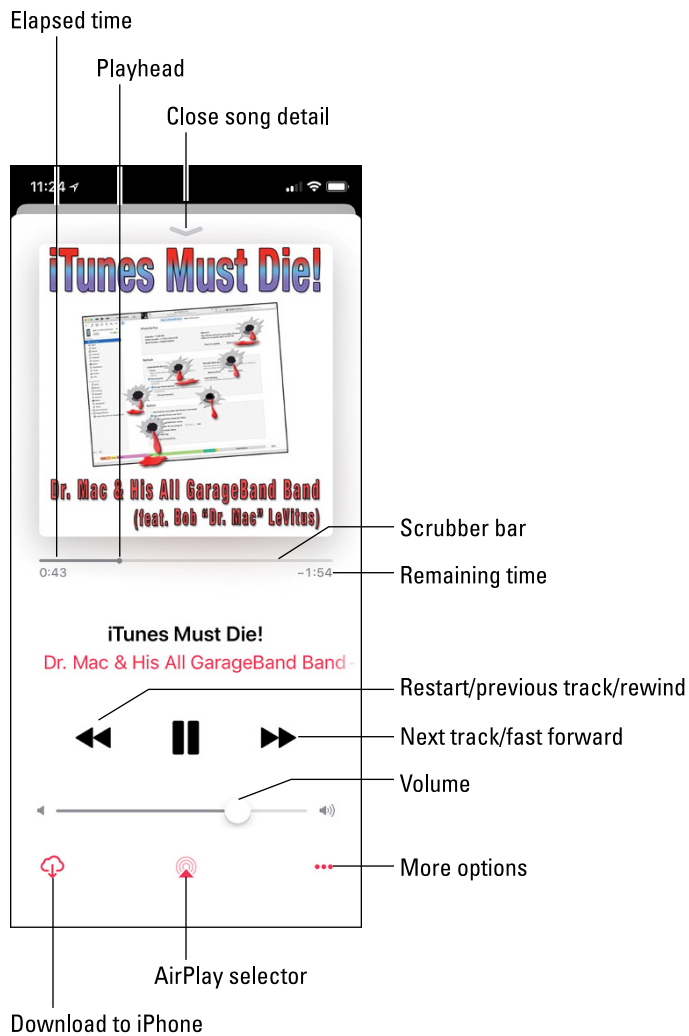 Elapsed time
Playhead
Close song detail
11:24
iTunes Must Die!
Dr. Mac & His All GarageBand Band
(feat. Bob "Dr. Mac" LeVitus)
Scrubber bar
0:43
-1:54
Remaining time
iTunes Must Die!
Dr. Mac & His All GarageBand Band -
Restart/previous track/rewind
Next track/fast forward
Volume
More options
AirPlay selector
Download to iPhone